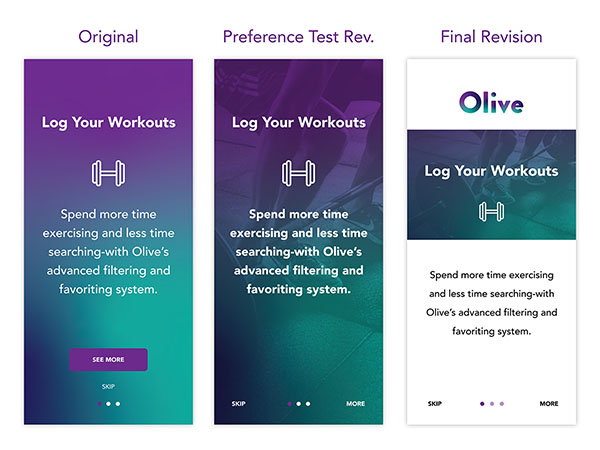 Original
Log Your Workouts
Spend more time
exercising and less time
searching-with Olive's
advanced filtering and
favoriting system.
SEE MORE
SKIP
Preference Test Rev.
Log Your Workouts
Spend more time
exercising and less time
searching-with Olive's
advanced filtering and
favoriting system.
SKIP
MORE
Final Revision
Olive
Log Your Workouts
Spend more time exercising
and less time searching-with
Olive's advanced filtering and
favoriting system.
SKIP
MORE